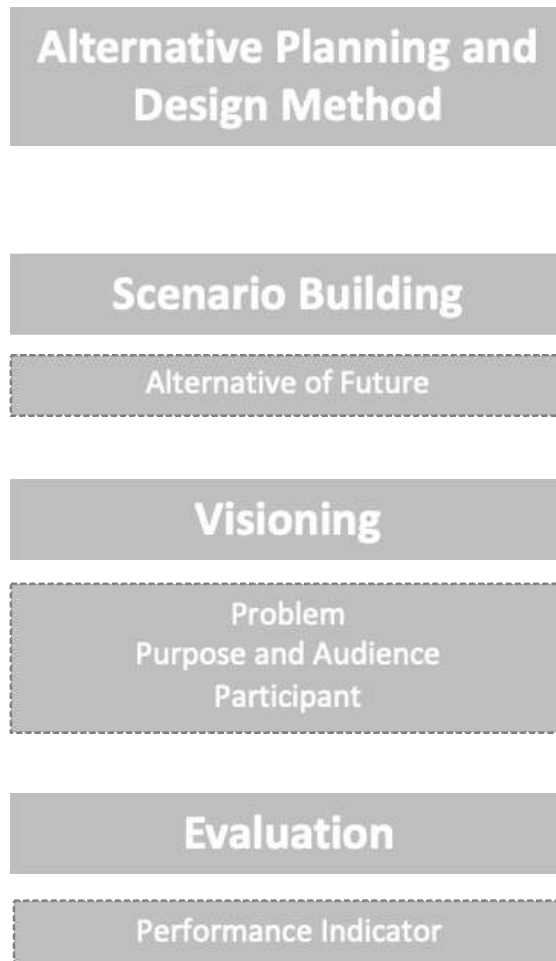 Alternative Planning and
Design Method
Scenario Building
Alternative of Future
Visioning
Problem
Purpose and Audience
Participant
Evaluation
Performance Indicator